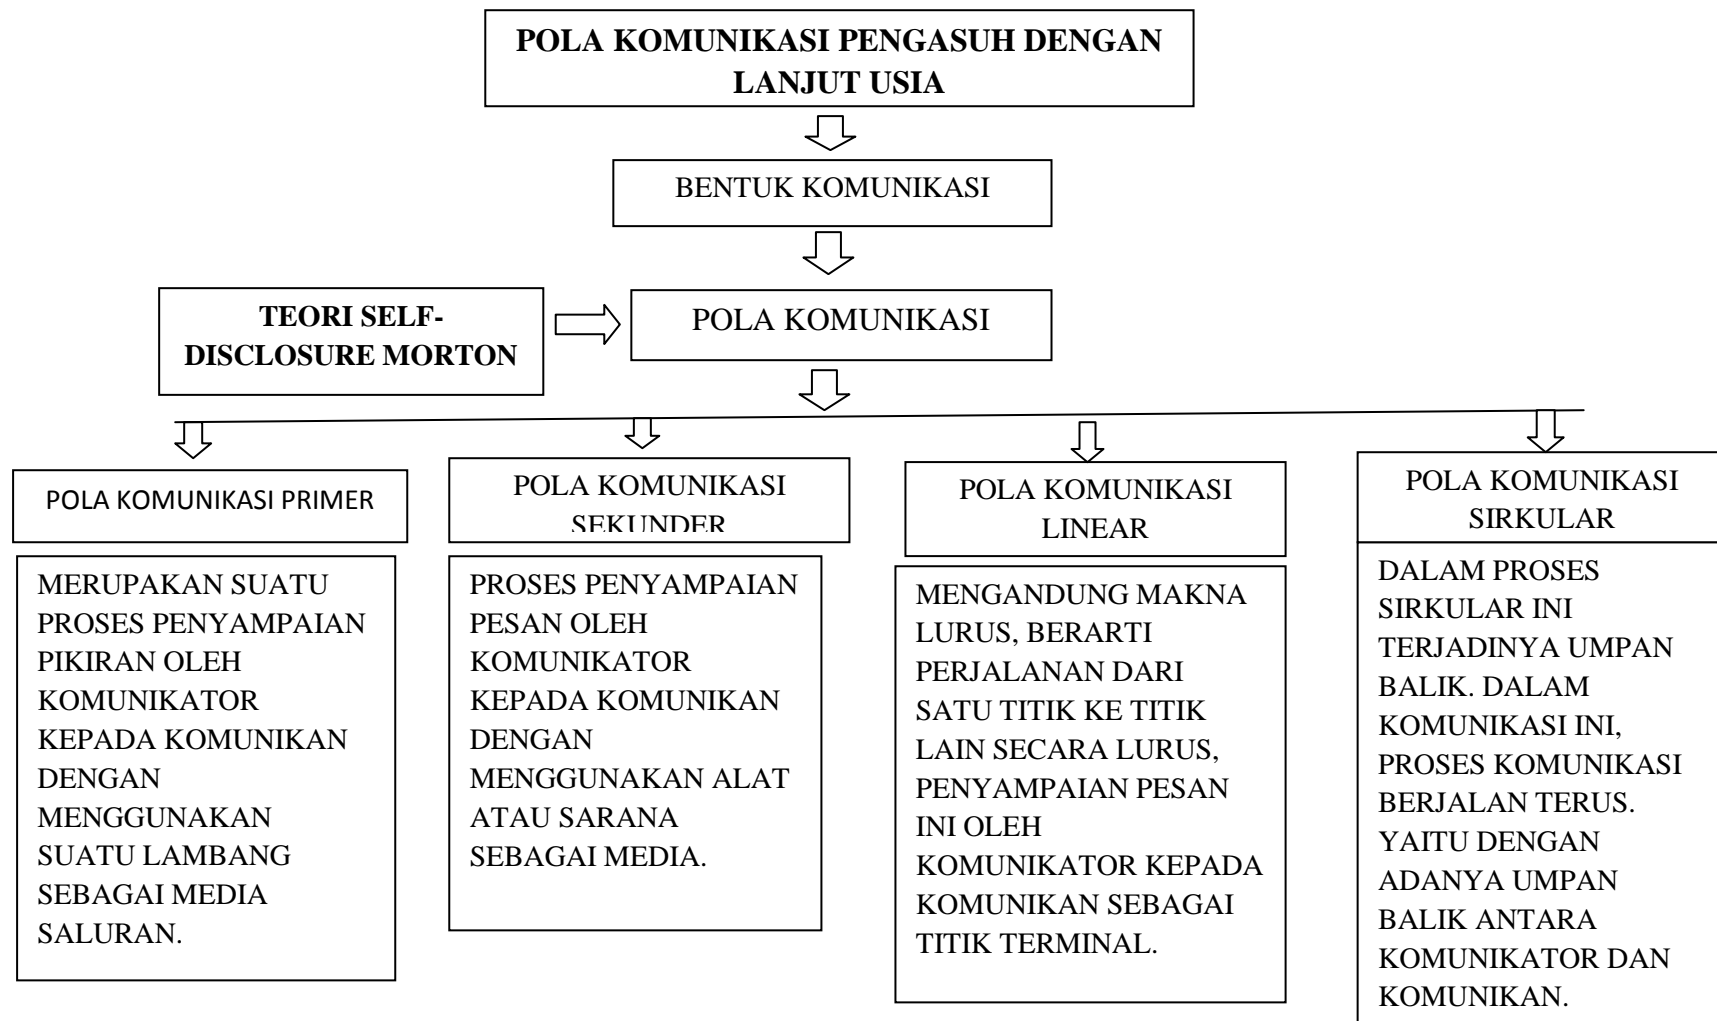 POLA KOMUNIKASI PENGASUH DENGAN
LANJUT USIA
BENTUK KOMUNIKASI
TEORI SELF-
DISCLOSURE MORTON
POLA KOMUNIKASI
POLA KOMUNIKASI PRIMER
MERUPAKAN SUATU
PROSES PENYAMPAIAN
PIKIRAN OLEH
KOMUNIKATOR
KEPADA KOMUNIKAN
DENGAN
MENGGUNAKAN
SUATU LAMBANG
SEBAGAI MEDIA
SALURAN.
POLA KOMUNIKASI
SEKUNDER
PROSES PENYAMPAIAN
PESAN OLEH
KOMUNIKATOR
KEPADA KOMUNIKAN
DENGAN
MENGGUNAKAN ALAT
ATAU SARANA
SEBAGAI MEDIA.
POLA KOMUNIKASI
LINEAR
MENGANDUNG MAKNA
LURUS, BERARTI
PERJALANAN DARI
SATU TITIK KE TITIK
LAIN SECARA LURUS,
PENYAMPAIAN PESAN
INI OLEH
KOMUNIKATOR KEPADA
KOMUNIKAN SEBAGAI
TITIK TERMINAL.
POLA KOMUNIKASI
SIRKULAR
DALAM PROSES
SIRKULAR INI
TERJADINYA UMPAN
BALIK. DALAM
KOMUNIKASI INI,
PROSES KOMUNIKASI
BERJALAN TERUS.
YAITU DENGAN
ADANYA UMPAN
BALIK ANTARA
KOMUNIKATOR DAN
KOMUNIKAN.